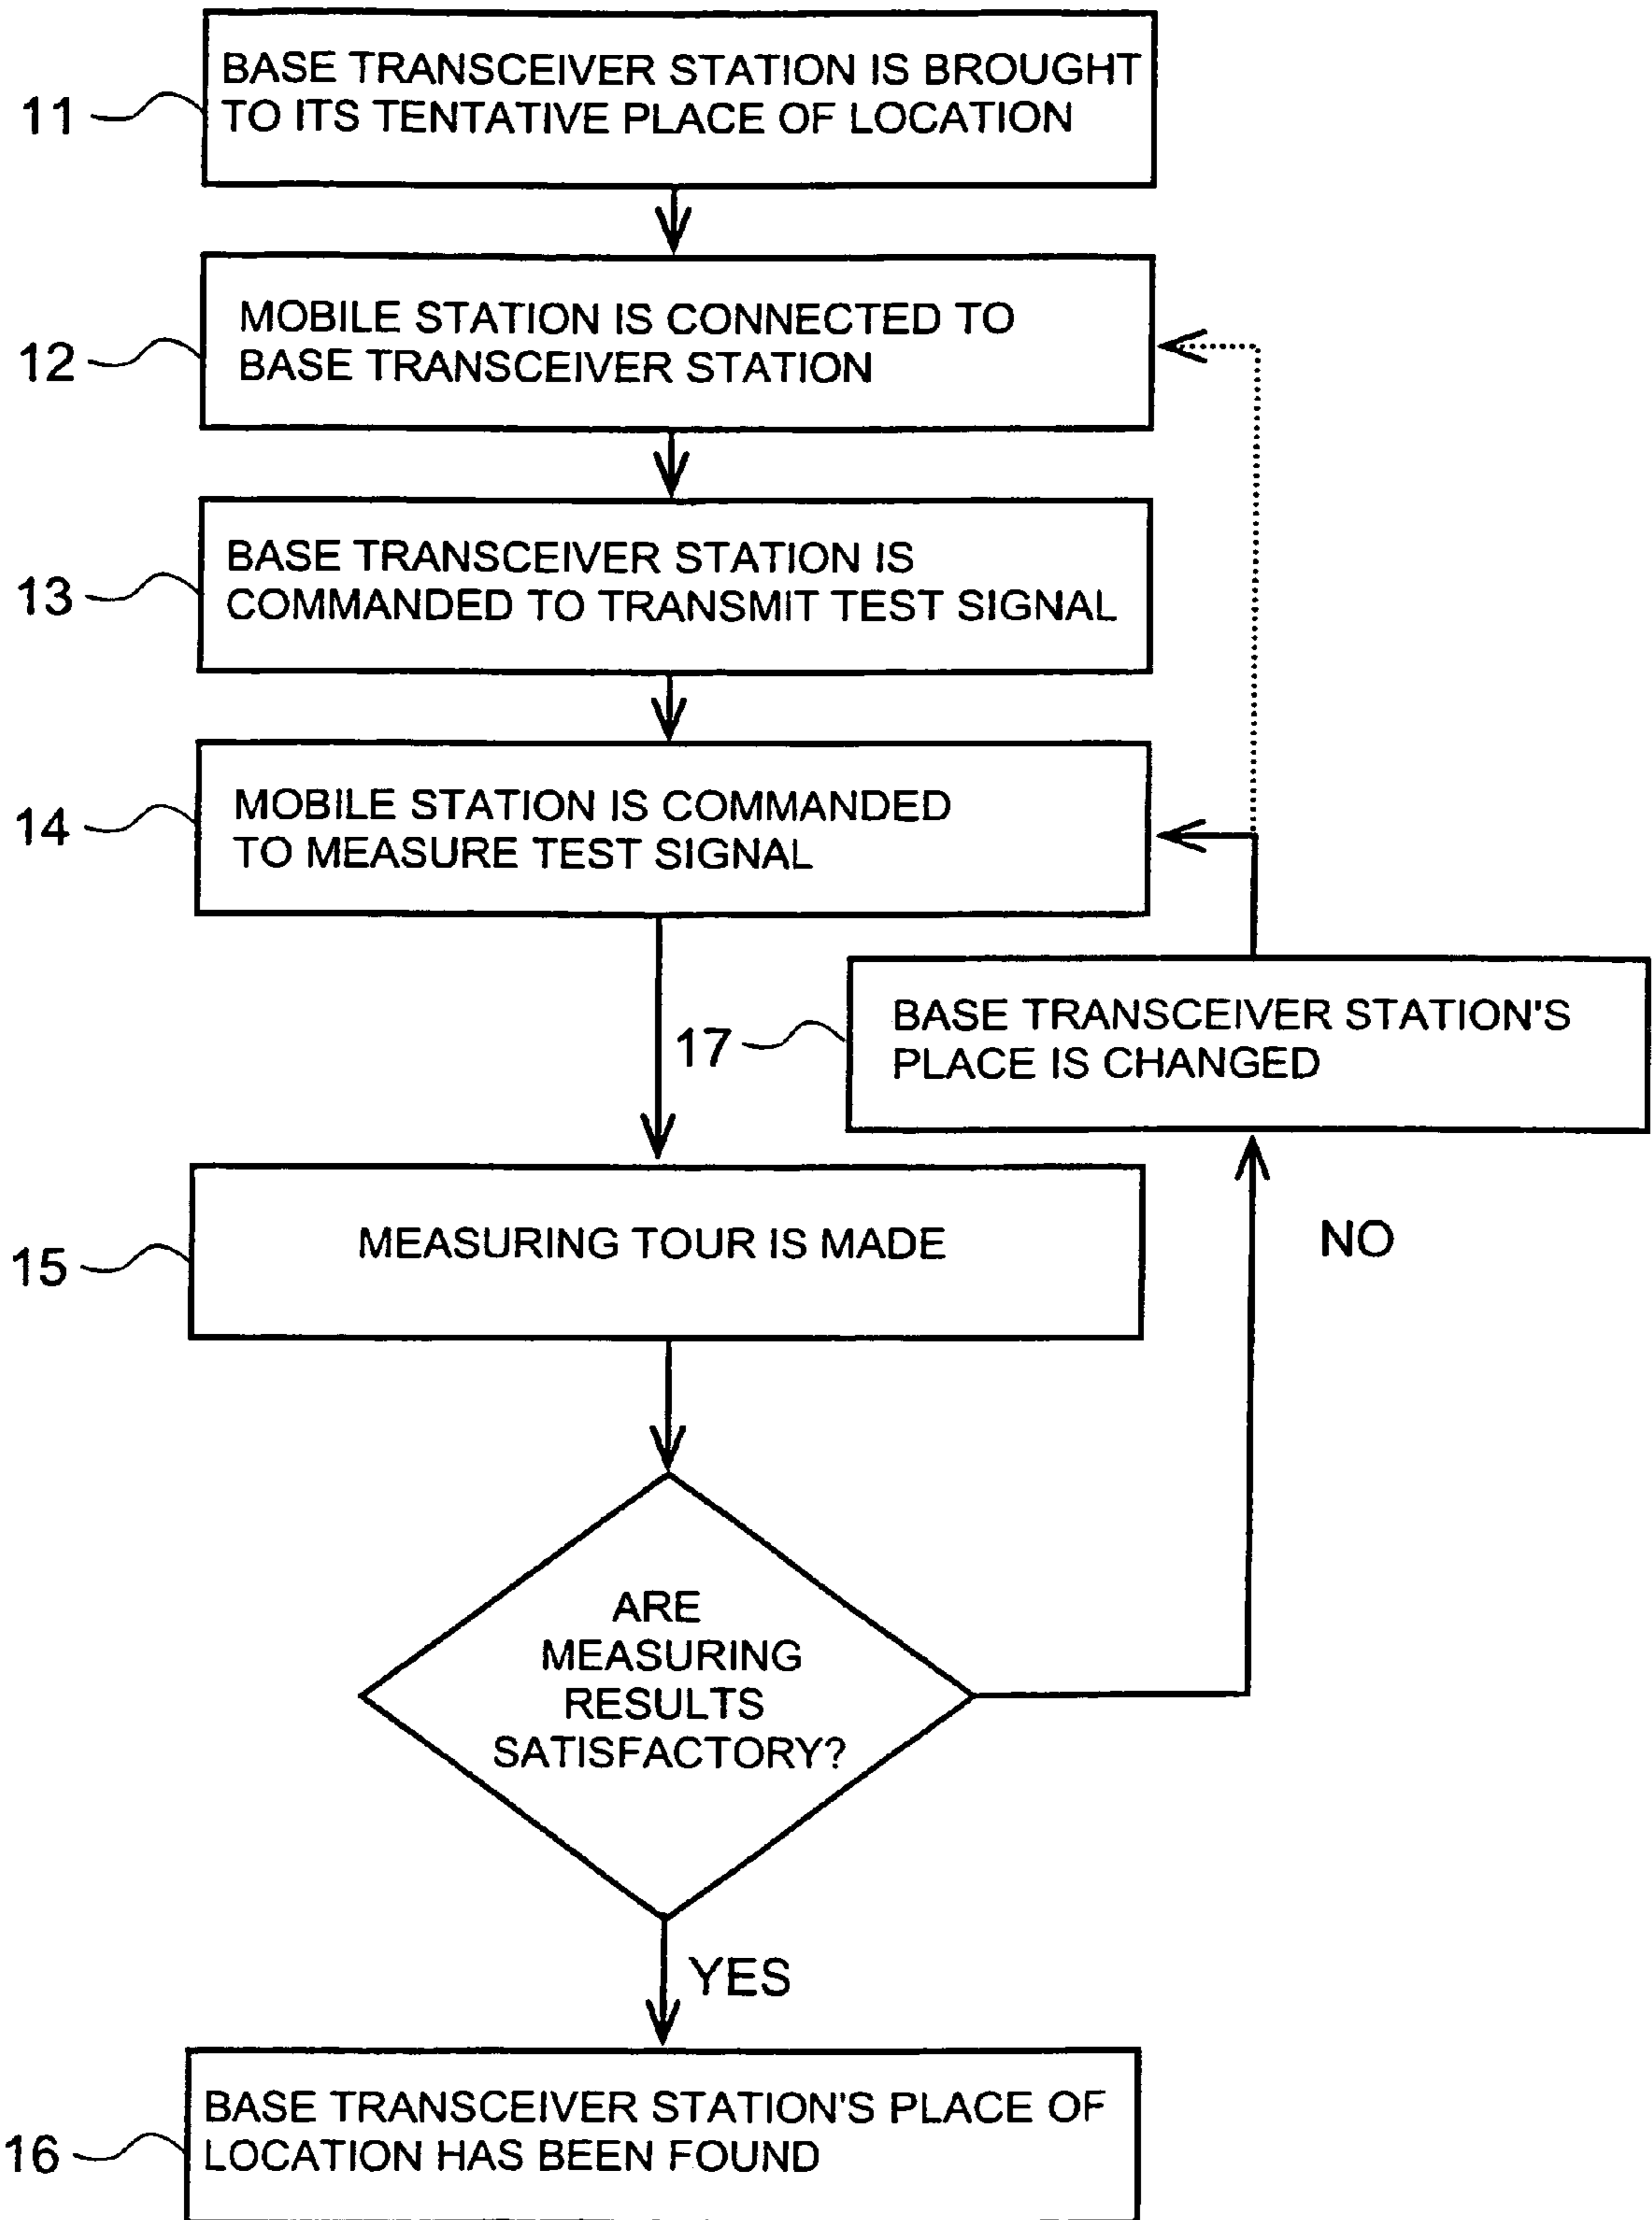 11
BASE TRANSCEIVER STATION IS BROUGHT
TO ITS TENTATIVE PLACE OF LOCATION
12
MOBILE STATION IS CONNECTED TO
BASE TRANSCEIVER STATION
13
BASE TRANSCEIVER STATION IS
COMMANDED TO TRANSMIT TEST SIGNAL
14
MOBILE STATION IS COMMANDED
TO MEASURE TEST SIGNAL
17
BASE TRANSCEIVER STATION'S
PLACE IS CHANGED
15
MEASURING TOUR IS MADE
NO
ARE
MEASURING
RESULTS
SATISFACTORY?
YES
16
BASE TRANSCEIVER STATION'S PLACE OF
LOCATION HAS BEEN FOUND